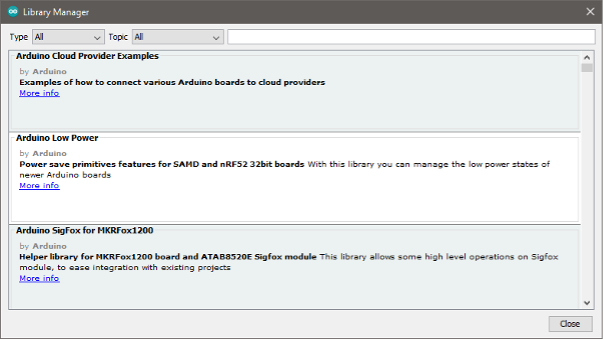 Library Manager
Type All Topic All
Arduino Cloud Provider Examples
by Arduino
Examples of how to connect various Arduino boards to cloud providers
More info
Arduino Low Power
by Arduino
Power save primitives features for SAMD and nRF52 32bit boards With this library you can manage the low power states of
newer Arduino boards
More info
Arduino SigFox for MKRFox1200
by Arduino
Helper library for MKRFox1200 board and ATAB8520E Sigfox module This library allows some high level operations on Sigfox
module, to ease integration with existing projects
More info
Close